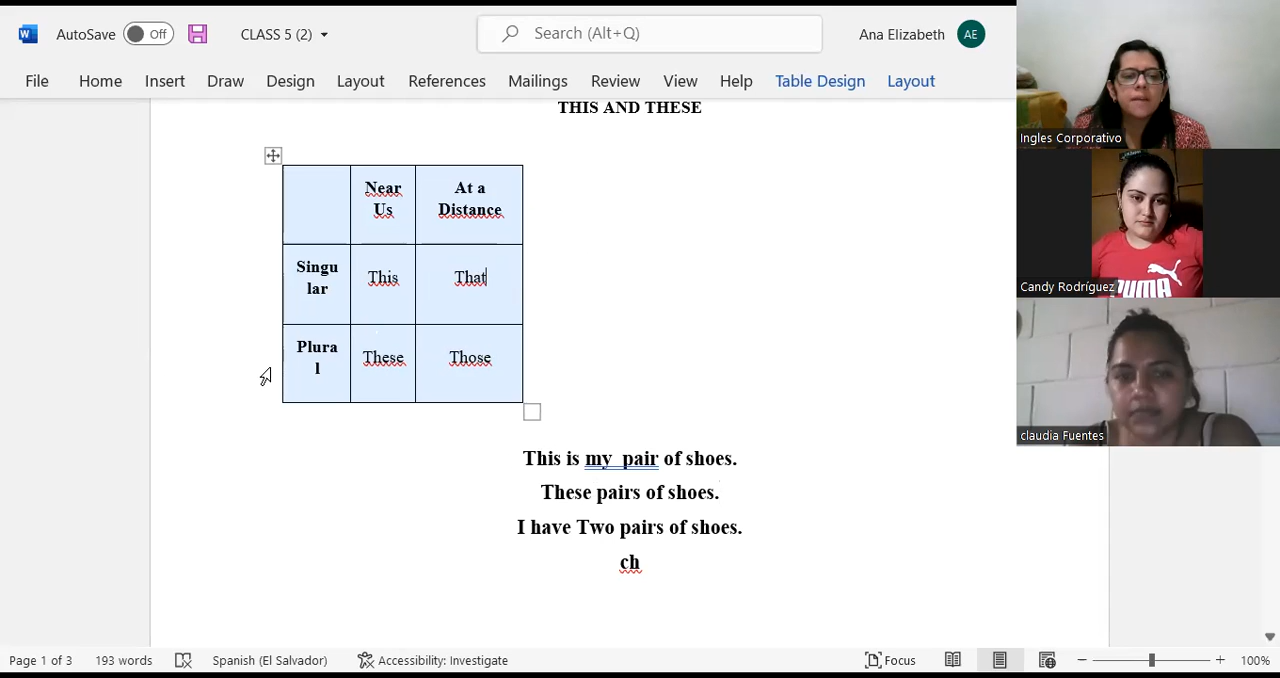 AutoSave Off CLASS 5 (2) Search (Alt+Q) Ana Elizabeth AE
File Home Insert Draw Design Layout References Mailings Review View Help Table Design Layout
THIS AND THESE
Near Us At a Distance
Singular This That
Plural These Those
This is my pair of shoes.
These pairs of shoes.
I have Two pairs of shoes.
ch
Ingles Corporativo
Candy Rodríguez
PUMA
claudia Fuentes
Page 1 of 3 193 words Spanish (El Salvador) Accessibility: Investigate Focus 100%